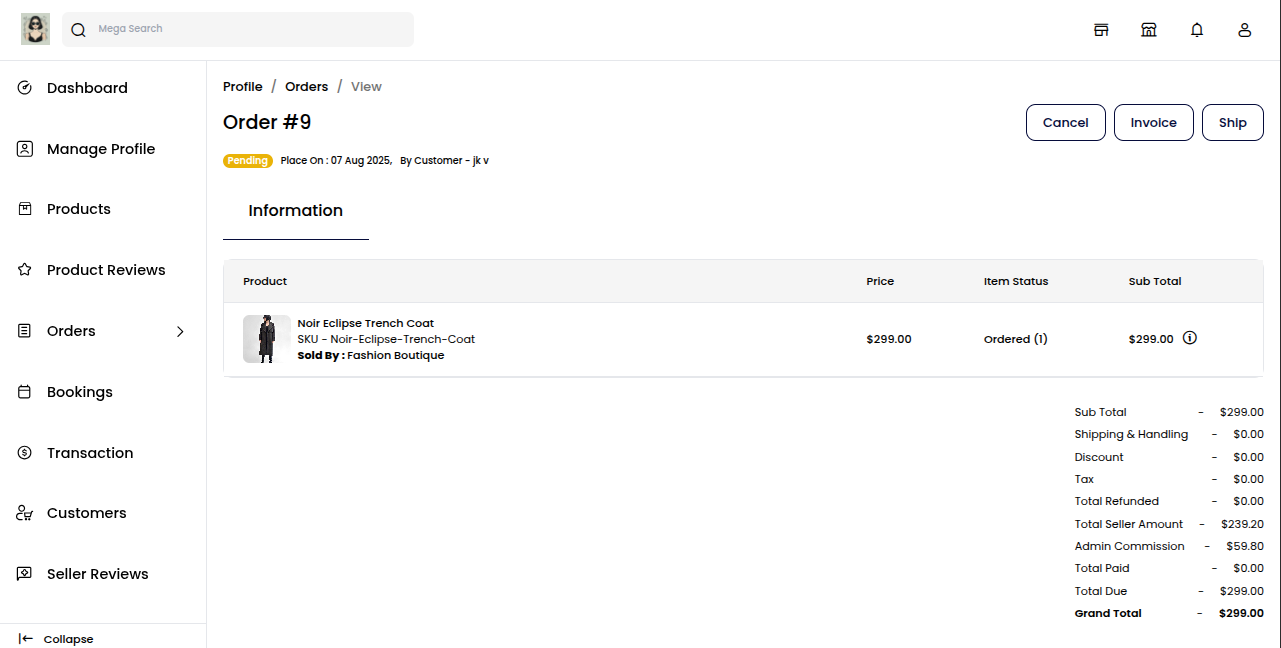 Mega Search
Dashboard
Manage Profile
Products
Product Reviews
Orders
Bookings
Transaction
Customers
Seller Reviews
Collapse
Profile / Orders / View
Order #9
Cancel Invoice Ship
Pending Place On : 07 Aug 2025, By Customer - jk v
Information
Product Price Item Status Sub Total
Noir Eclipse Trench Coat
SKU - Noir-Eclipse-Trench-Coat
Sold By : Fashion Boutique
$299.00 Ordered (1) $299.00
Sub Total - $299.00
Shipping & Handling - $0.00
Discount - $0.00
Tax - $0.00
Total Refunded - $0.00
Total Seller Amount - $239.20
Admin Commission - $59.80
Total Paid - $0.00
Total Due - $299.00
Grand Total - $299.00